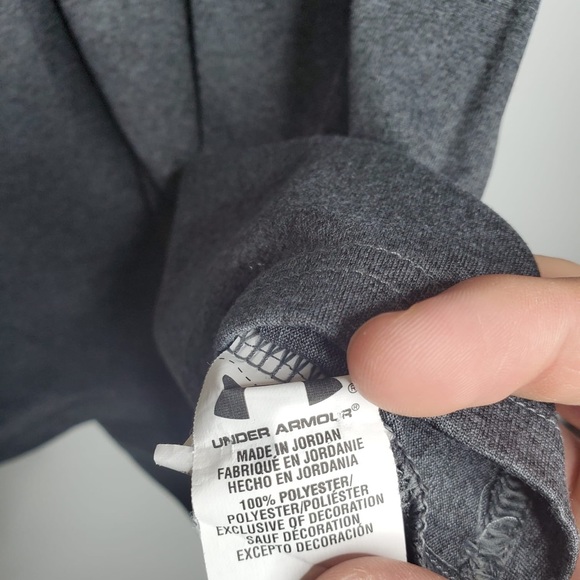 ®
UNDER ARMOUR®
MADE IN JORDAN
FABRIQUÉ EN JORDANIE
HECHO EN JORDANIA
100% POLYESTER/
POLYESTER/POLIÉSTER
EXCLUSIVE OF DECORATION
SAUF DÉCORATION
EXCEPTO DECORACIÓN